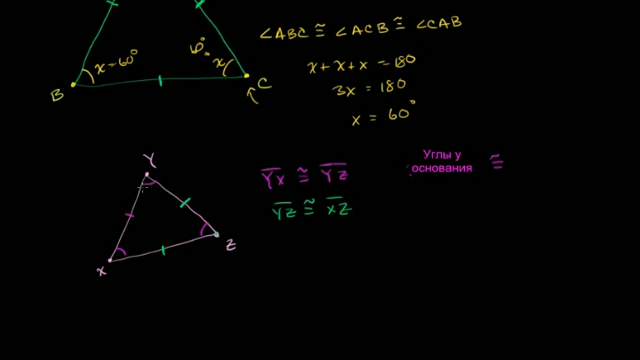 ∠ABC ≅ ∠ACB ≅ ∠CAB
x=60° 60°=x
x+x+x = 180
B C
3x = 180
x = 60°
Y
YX ≅ YZ
Углы у основания ≅
YZ ≅ XZ
Z
X